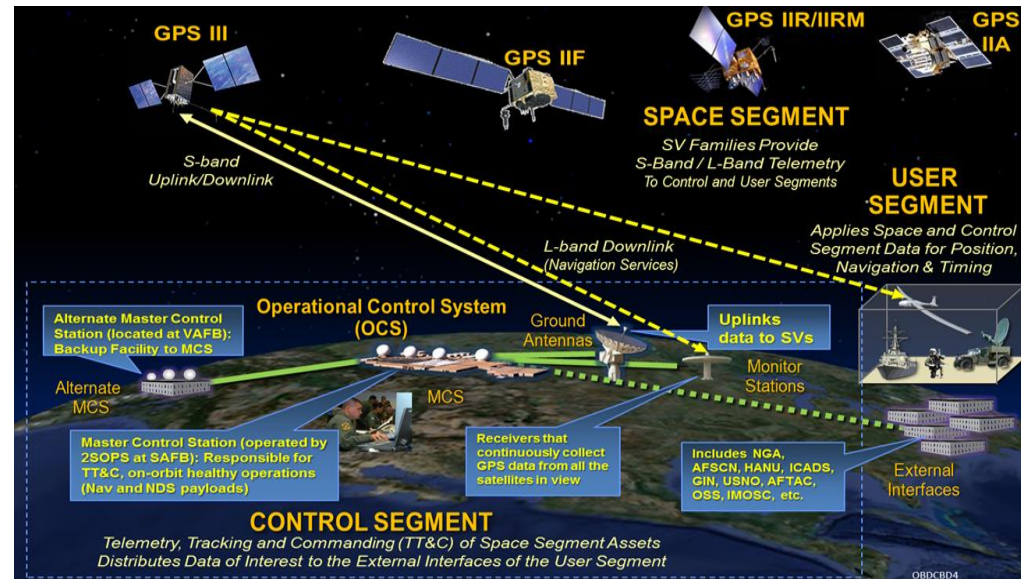 GPS III
GPS IIF
GPS IIR/IIRM
GPS
IIA
SPACE SEGMENT
SV Families Provide
S-Band / L-Band Telemetry
To Control and User Segments
S-band
Uplink/Downlink
USER
SEGMENT
Applies Space and Control
Segment Data for Position,
Navigation & Timing
L-band Downlink
(Navigation Services)
Operational Control System
(OCS)
Alternate Master Control
Station (located at VAFB):
Backup Facility to MCS
Ground
Antennas
Uplinks
data to SVs
Alternate
MCS
MCS
Monitor
Stations
Master Control Station (operated by
2SOPS at SAFB): Responsible for
TT&C, on-orbit healthy operations
(Nav and NDS payloads)
Receivers that
continuously collect
GPS data from all the
satellites in view
Includes NGA,
AFSCN, HANU, ICADS,
GIN, USNO, AFTAC,
OSS, IMOSC, etc.
External
Interfaces
CONTROL SEGMENT
Telemetry, Tracking and Commanding (TT&C) of Space Segment Assets
Distributes Data of Interest to the External Interfaces of the User Segment
OBDCBD4